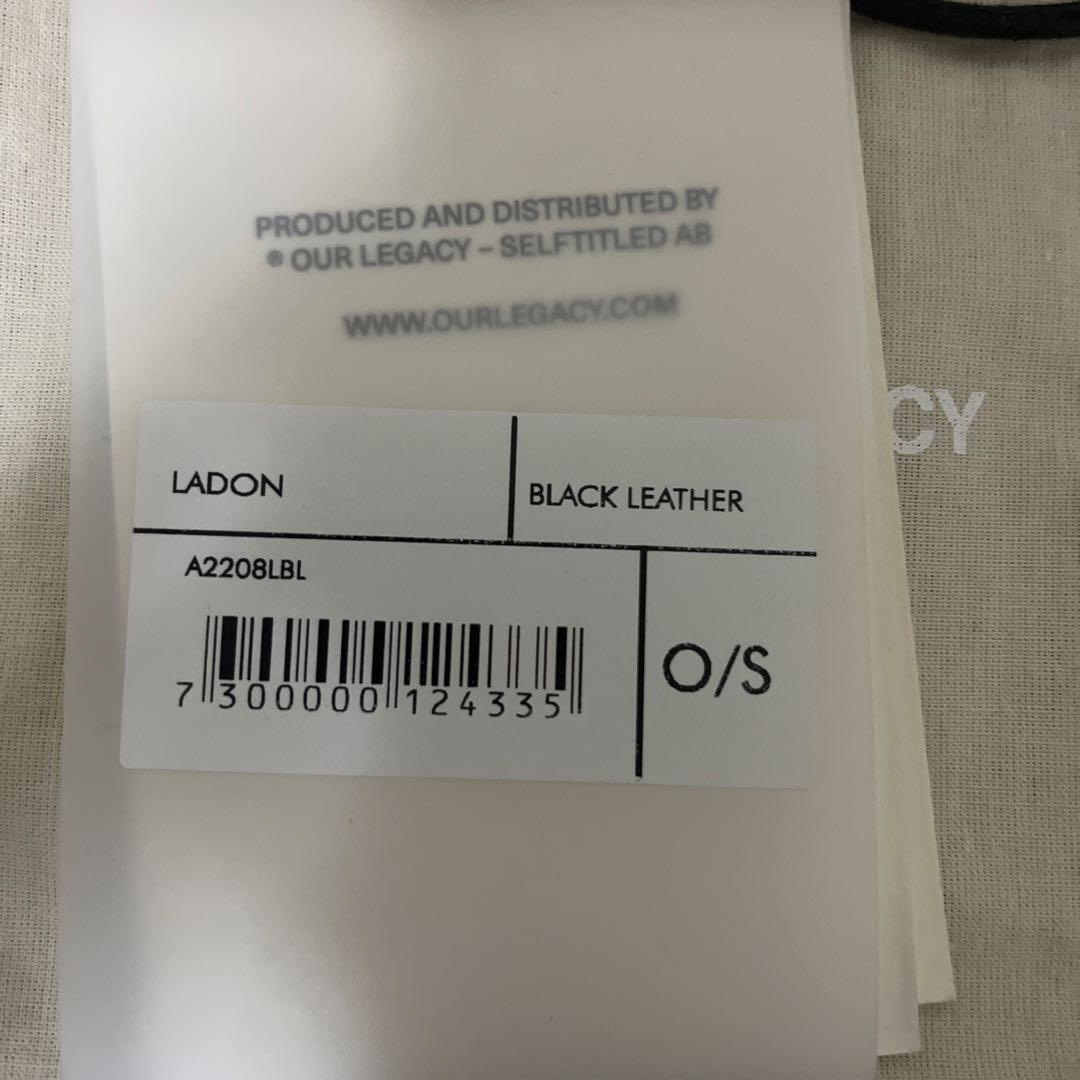 PRODUCED AND DISTRIBUTED BY
® OUR LEGACY – SELFTITLED AB
WWW.OURLEGACY.COM
CY
LADON
BLACK LEATHER
A2208LBL
O/S
7 300000 124335